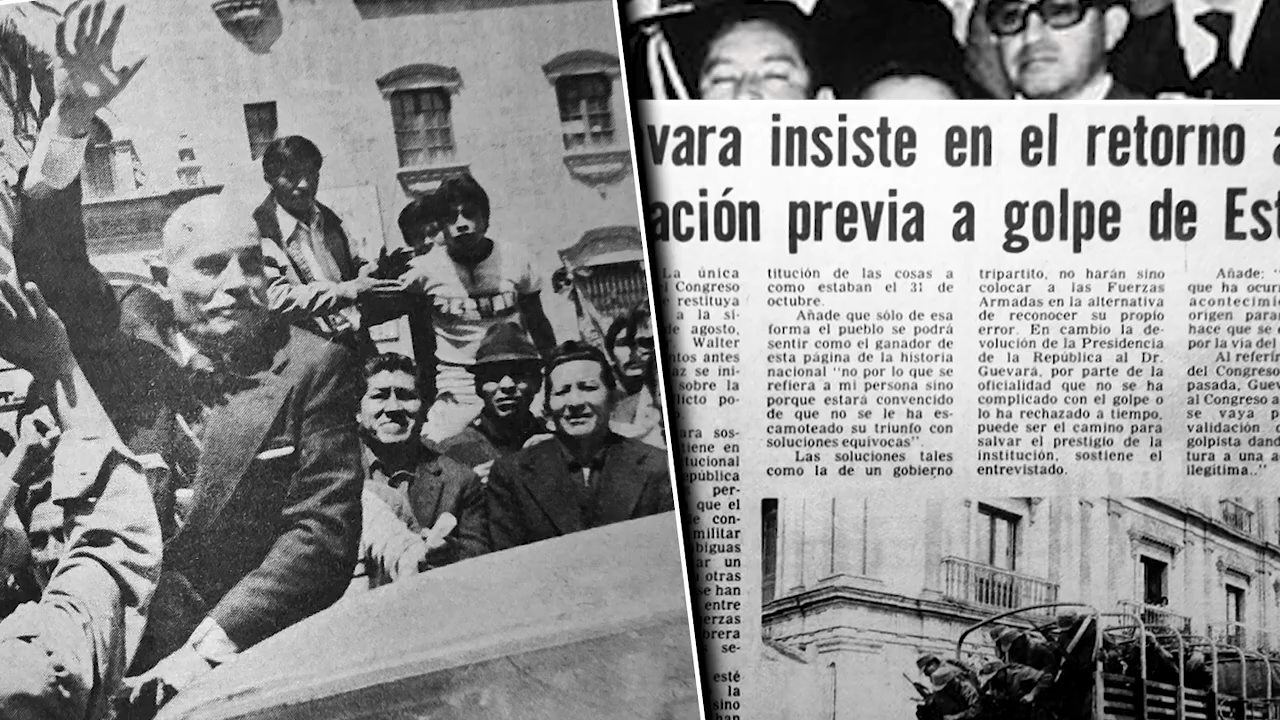 vara insiste en el retorno a
ación previa a golpe de Est
La única
Congreso
restituya
a la si-
de agosto,
Walter
ntos antes
az se ini-
sobre la
licto po-
ara sos-
tiene en
tucional
epública
per-
que el
e con-
militar
biguas
ar un
otras
se han
entre
erzas
brera
se-
esté
la
sino
han
titución de las cosas a
como estaban el 31 de
octubre.
Añade que sólo de esa
forma el pueblo se podrá
sentir como el ganador de
esta página de la historia
nacional "no por lo que se
refiera a mi persona sino
porque estará convencido
de que no se le ha es-
camoteado su triunfo con
soluciones equívocas".
Las soluciones tales
como la de un gobierno
tripartito, no harán sino
colocar a las Fuerzas
Armadas en la alternativa
de reconocer su propio
error. En cambio la de-
volución de la Presidencia
de la República al Dr.
Guevara, por parte de la
oficialidad que no se ha
complicado con el golpe o
lo ha rechazado a tiempo,
puede ser el camino para
salvar el prestigio de la
institución, sostiene el
entrevistado.
Añade: "
que ha ocur
acontecimi
origen para
hace que se
por la vía del
Al referi
del Congreso
pasada, Guev
al Congreso a
se vaya p
validación c
golpista dand
tura a una a
ilegítima.."